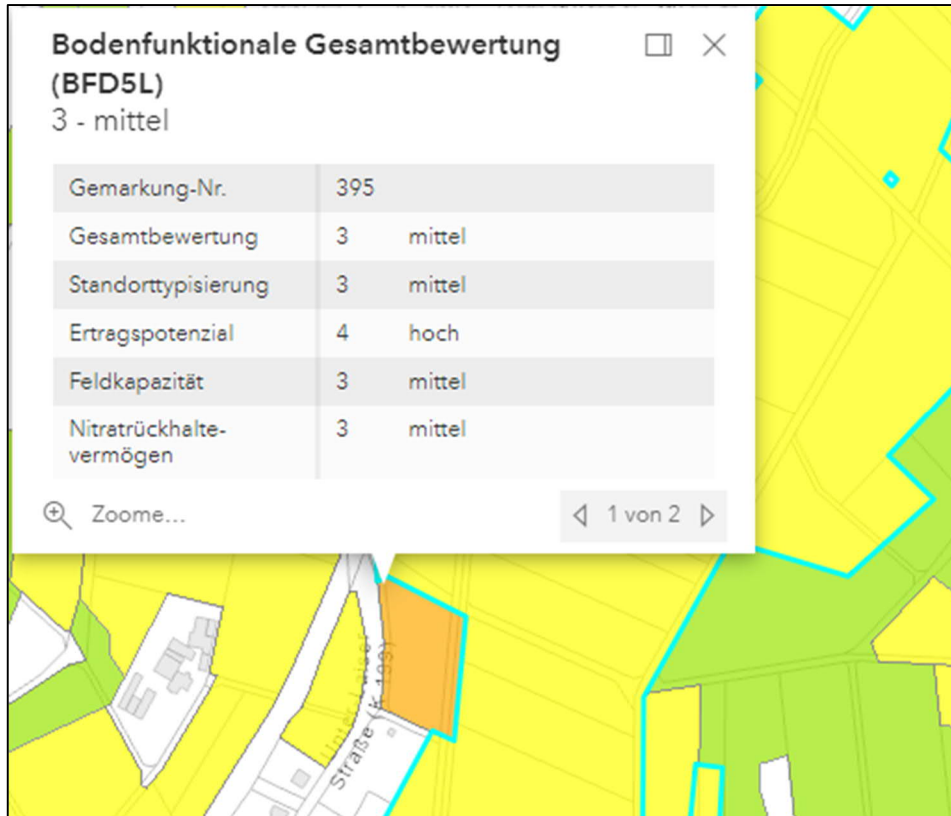 Bodenfunktionale Gesamtbewertung
(BFD5L)
3 - mittel
Gemarkung-Nr. 395
Gesamtbewertung 3 mittel
Standorttypisierung 3 mittel
Ertragspotenzial 4 hoch
Feldkapazität 3 mittel
Nitratrückhalte-
vermögen 3 mittel
Zoome...
1 von 2
Straße (K